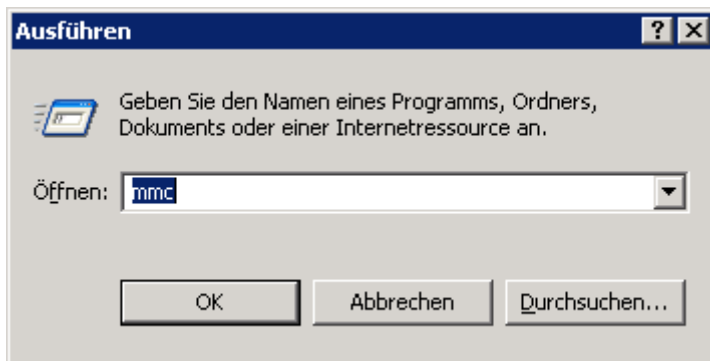 Ausführen
Geben Sie den Namen eines Programms, Ordners,
Dokuments oder einer Internetressource an.
Öffnen: mmc
OK Abbrechen Durchsuchen...